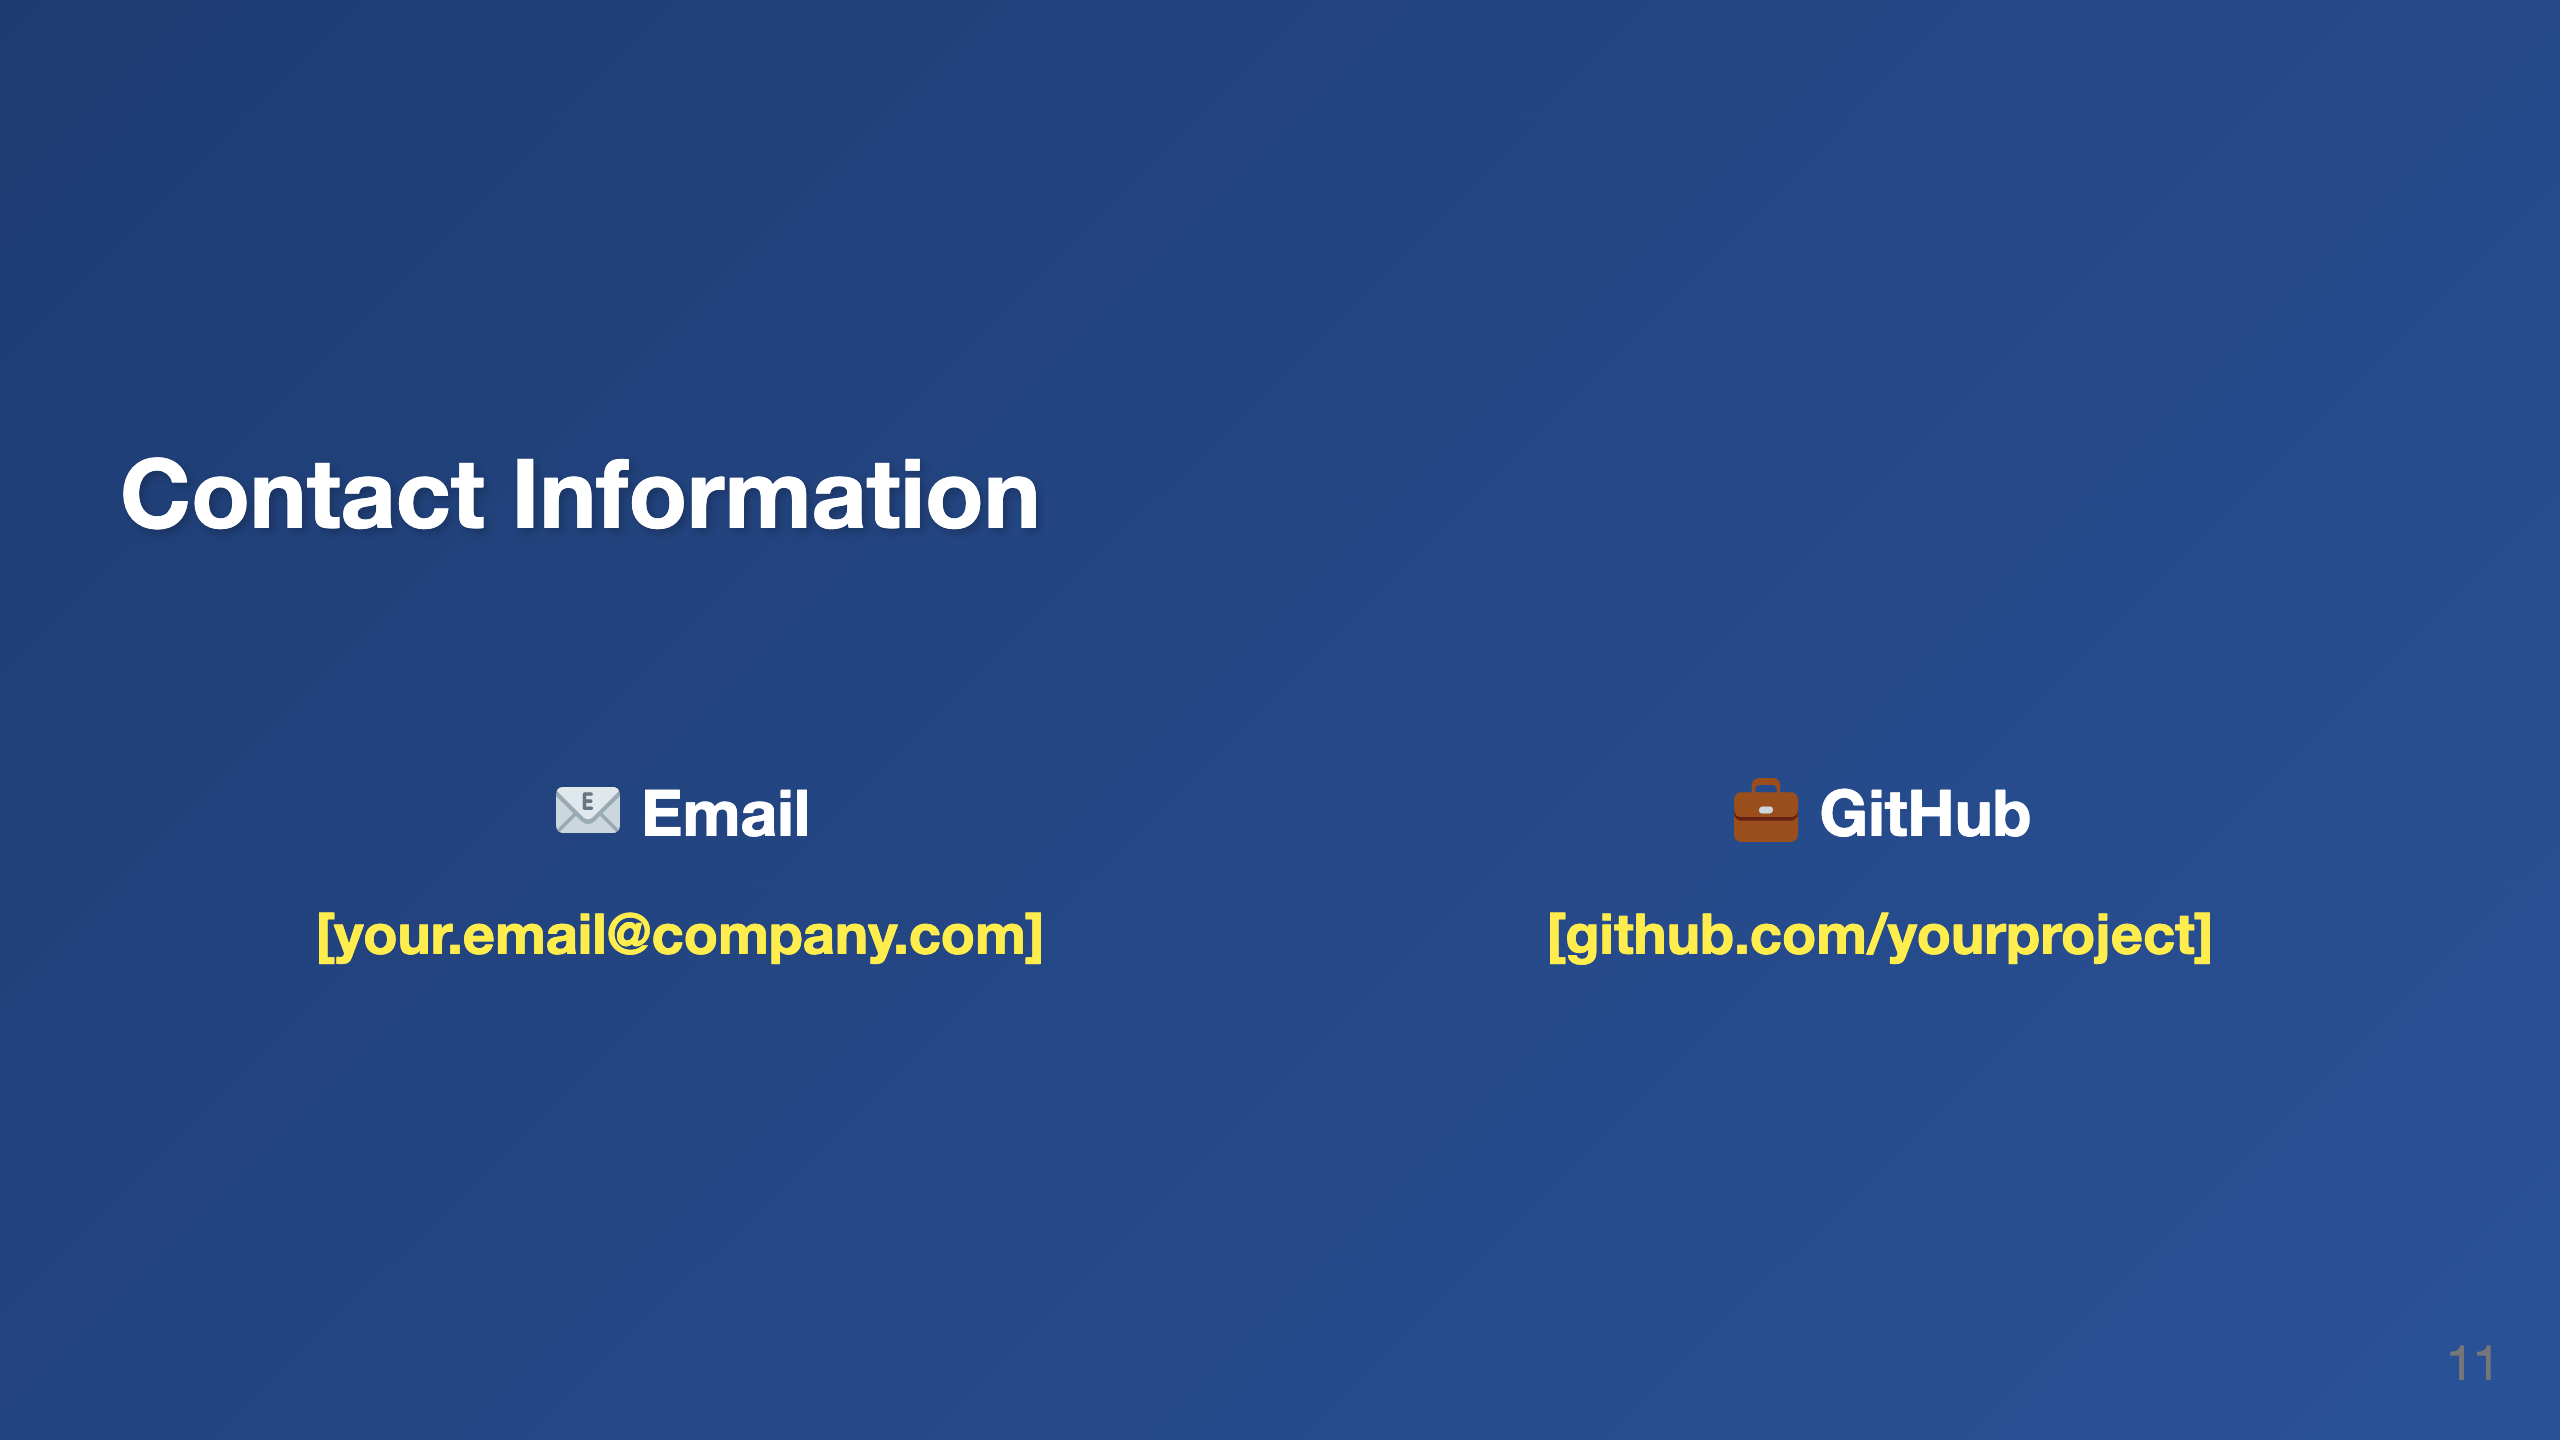 Contact Information
📧 Email
💼 GitHub
[your.email@company.com]
[github.com/yourproject]
11